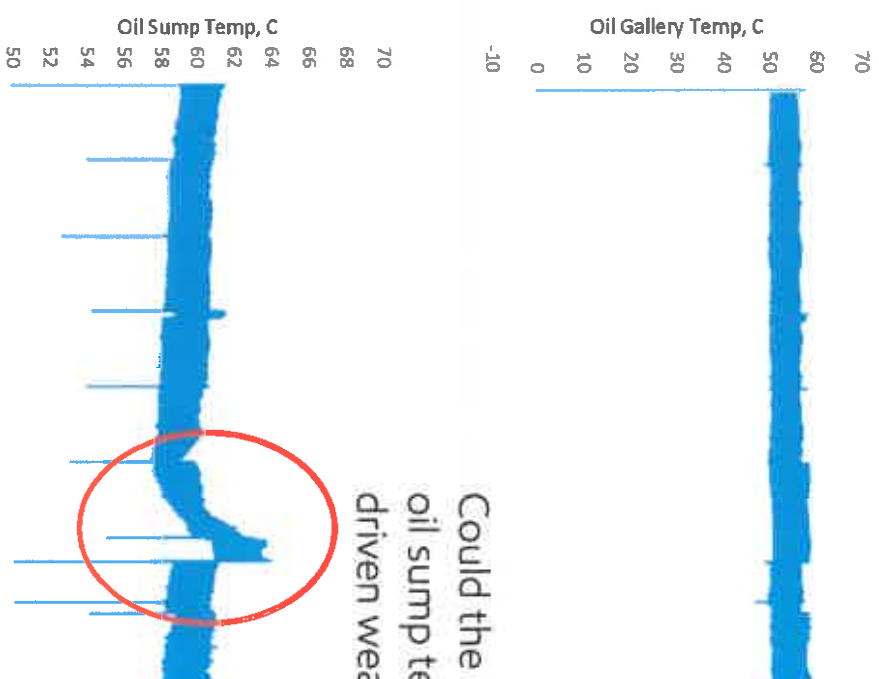 Oil Sump Temp, C
50 52 54 56 58 60 62 64 66 68 70
Oil Gallery Temp, C
-10 0 10 20 30 40 50 60 70
Could the
oil sump te
driven wea